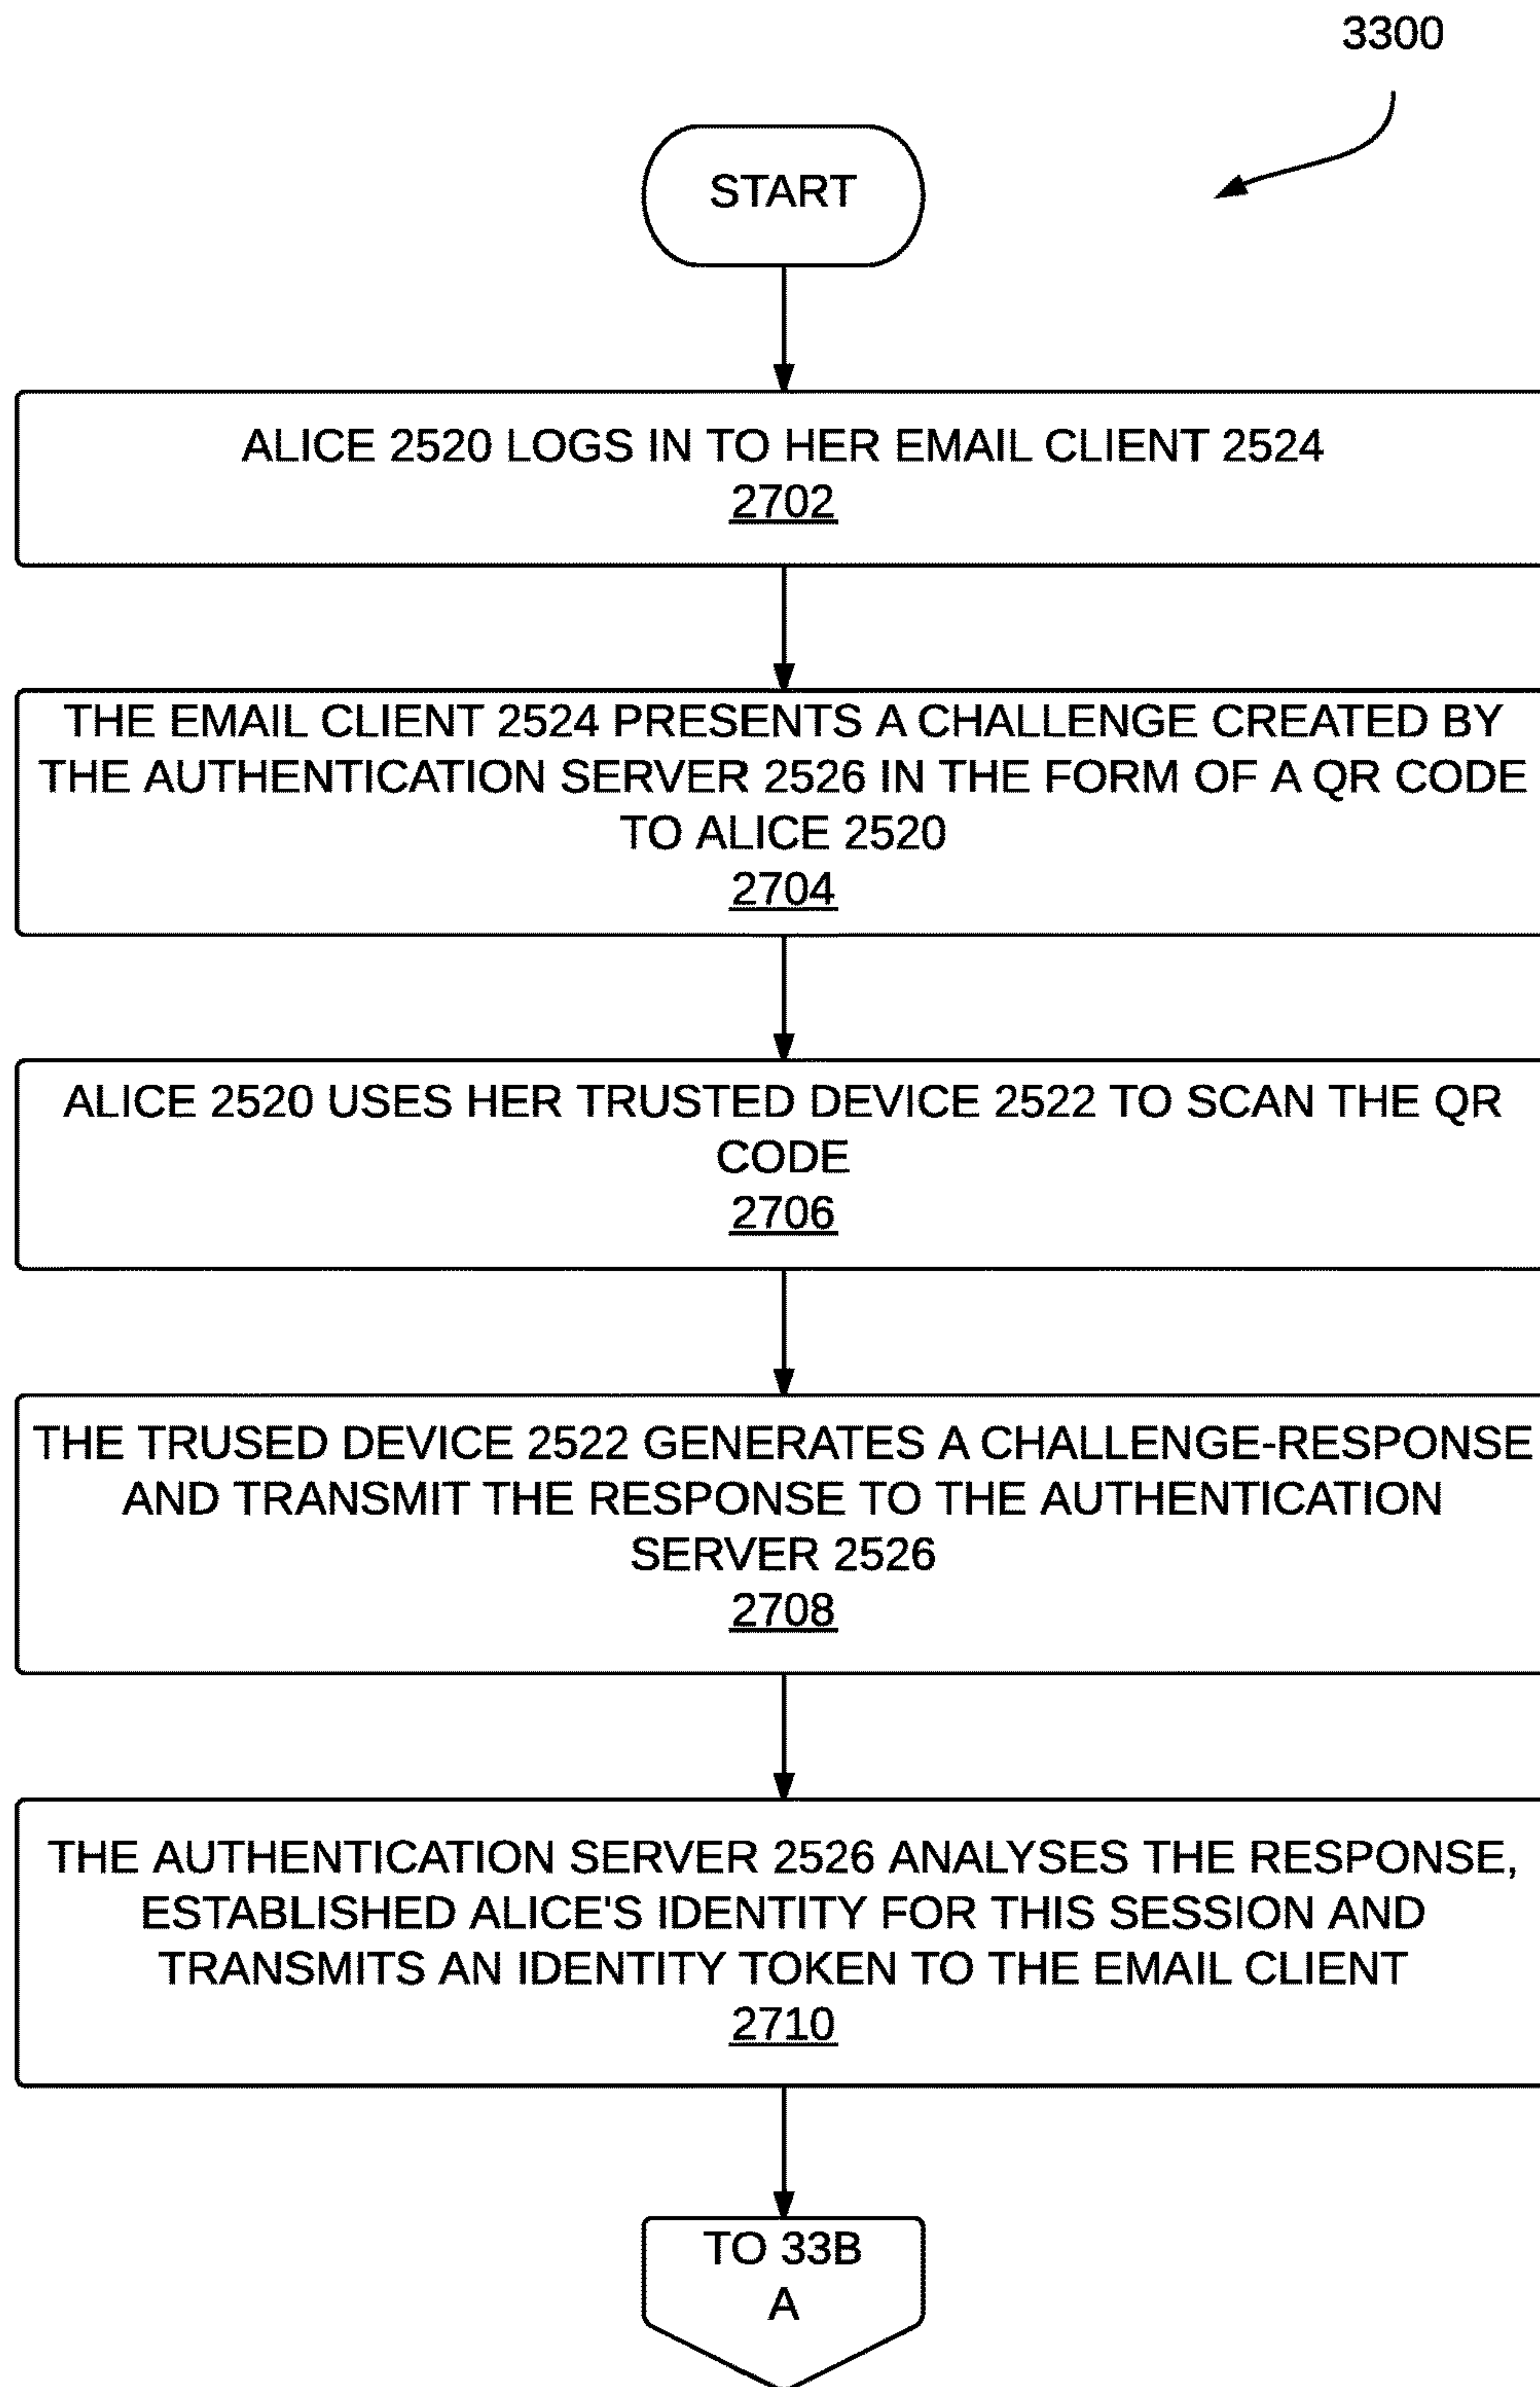 3300
START
ALICE 2520 LOGS IN TO HER EMAIL CLIENT 2524
2702
THE EMAIL CLIENT 2524 PRESENTS A CHALLENGE CREATED BY
THE AUTHENTICATION SERVER 2526 IN THE FORM OF A QR CODE
TO ALICE 2520
2704
ALICE 2520 USES HER TRUSTED DEVICE 2522 TO SCAN THE QR
CODE
2706
THE TRUSED DEVICE 2522 GENERATES A CHALLENGE-RESPONSE
AND TRANSMIT THE RESPONSE TO THE AUTHENTICATION
SERVER 2526
2708
THE AUTHENTICATION SERVER 2526 ANALYSES THE RESPONSE,
ESTABLISHED ALICE'S IDENTITY FOR THIS SESSION AND
TRANSMITS AN IDENTITY TOKEN TO THE EMAIL CLIENT
2710
TO 33B
A